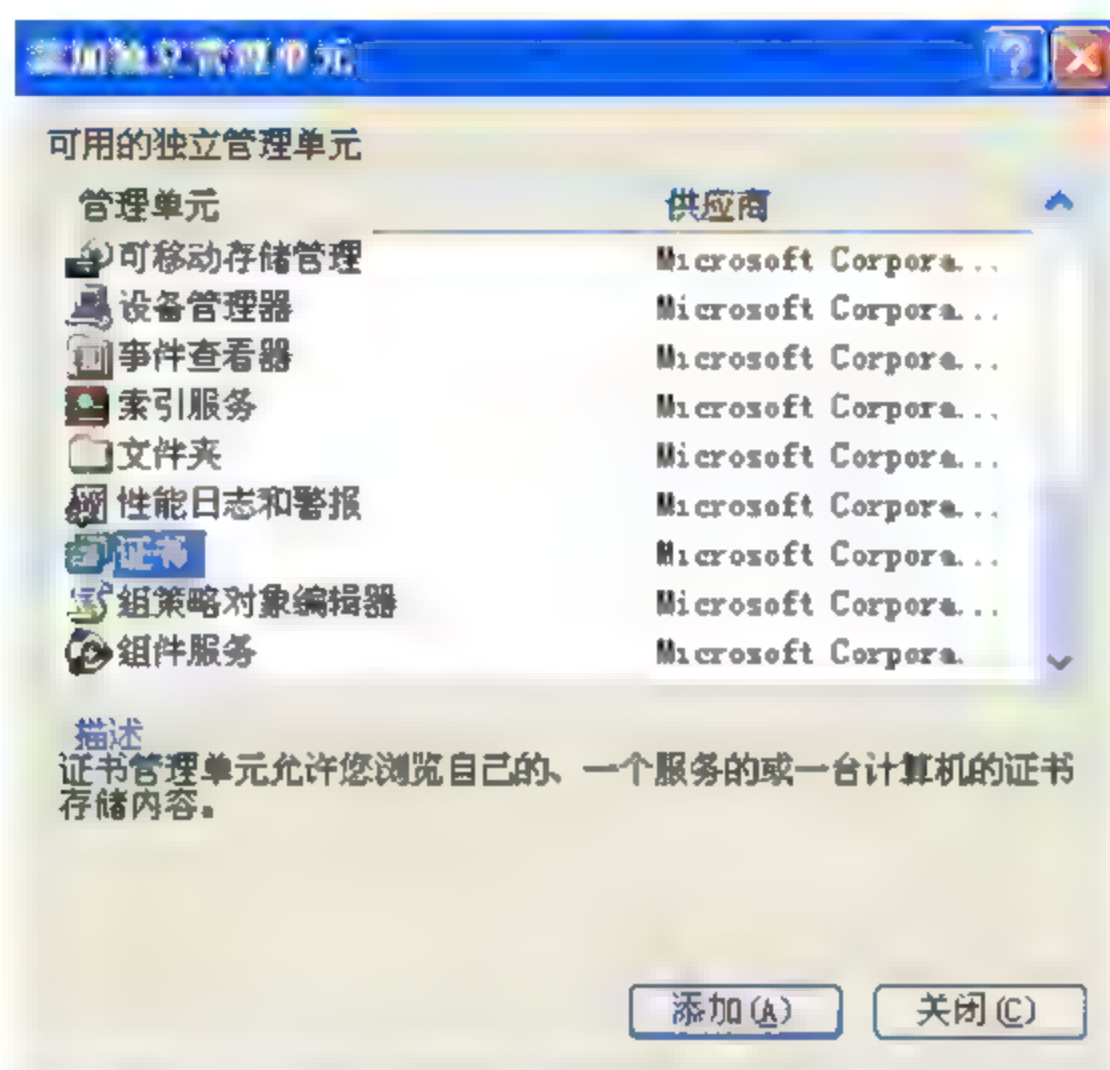 添加独立管理单元
可用的独立管理单元
管理单元 供应商
可移动存储管理 Microsoft Corpora...
设备管理器 Microsoft Corpora...
事件查看器 Microsoft Corpora...
索引服务 Microsoft Corpora...
文件夹 Microsoft Corpora...
性能日志和警报 Microsoft Corpora...
证书 Microsoft Corpora...
组策略对象编辑器 Microsoft Corpora...
组件服务 Microsoft Corpora.
描述
证书管理单元允许您浏览自己的、一个服务的或一台计算机的证书
存储内容。
添加(A) 关闭(C)